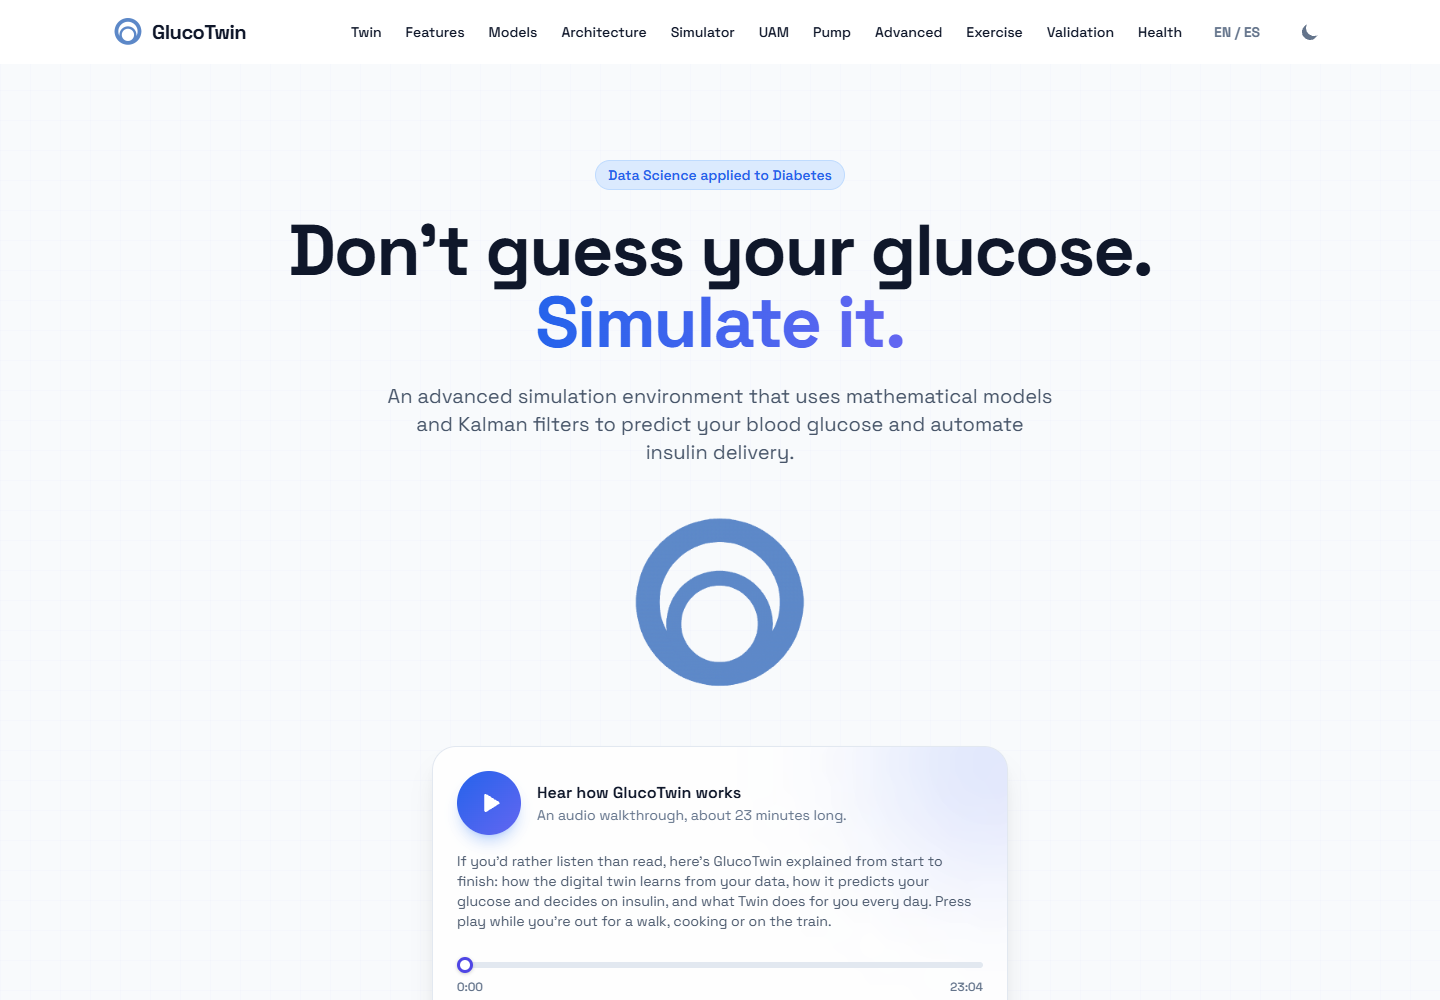 GlucoTwin
Twin Features Models Architecture Simulator UAM Pump Advanced Exercise Validation Health EN / ES
Data Science applied to Diabetes
Don't guess your glucose.
Simulate it.
An advanced simulation environment that uses mathematical models
and Kalman filters to predict your blood glucose and automate
insulin delivery.
Hear how GlucoTwin works
An audio walkthrough, about 23 minutes long.
If you'd rather listen than read, here's GlucoTwin explained from start to
finish: how the digital twin learns from your data, how it predicts your
glucose and decides on insulin, and what Twin does for you every day. Press
play while you're out for a walk, cooking or on the train.
0:00 23:04